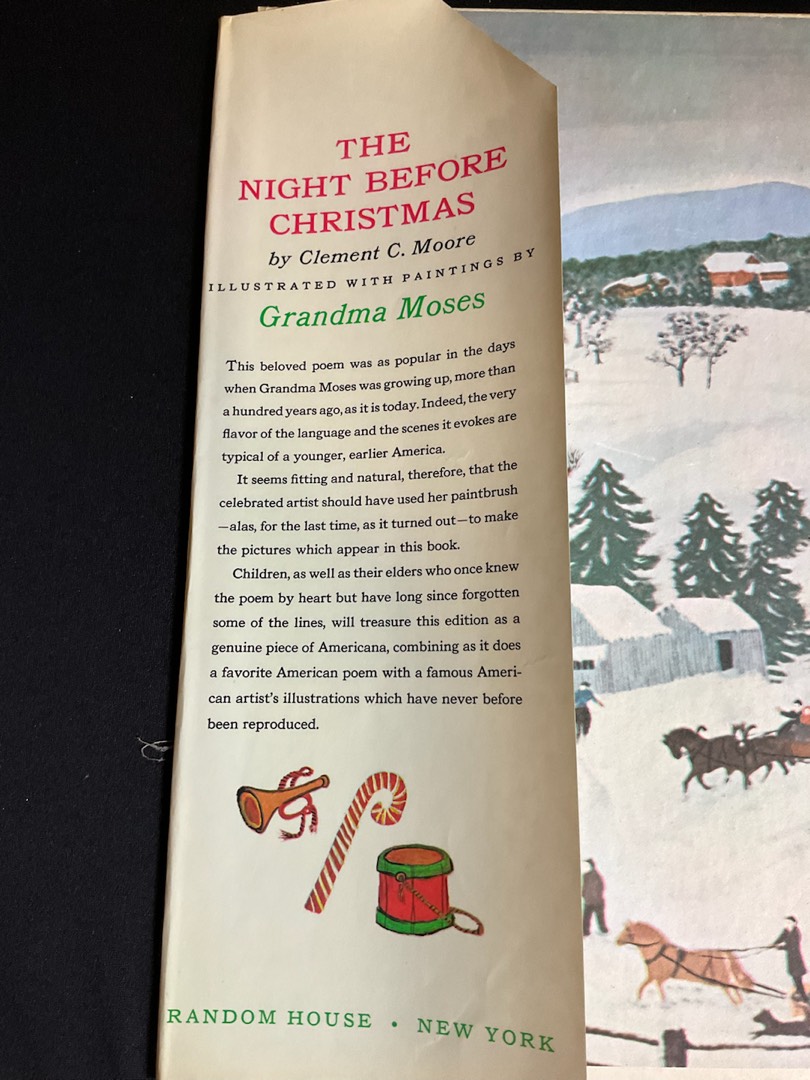 THE
NIGHT BEFORE
CHRISTMAS
by Clement C. Moore
ILLUSTRATED WITH PAINTINGS BY
Grandma Moses
This beloved poem was as popular in the days
when Grandma Moses was growing up, more than
a hundred years ago, as it is today. Indeed, the very
flavor of the language and the scenes it evokes are
typical of a younger, earlier America.
It seems fitting and natural, therefore, that the
celebrated artist should have used her paintbrush
—alas, for the last time, as it turned out—to make
the pictures which appear in this book.
Children, as well as their elders who once knew
the poem by heart but have long since forgotten
some of the lines, will treasure this edition as a
genuine piece of Americana, combining as it does
a favorite American poem with a famous Ameri-
can artist's illustrations which have never before
been reproduced.
RANDOM HOUSE • NEW YORK